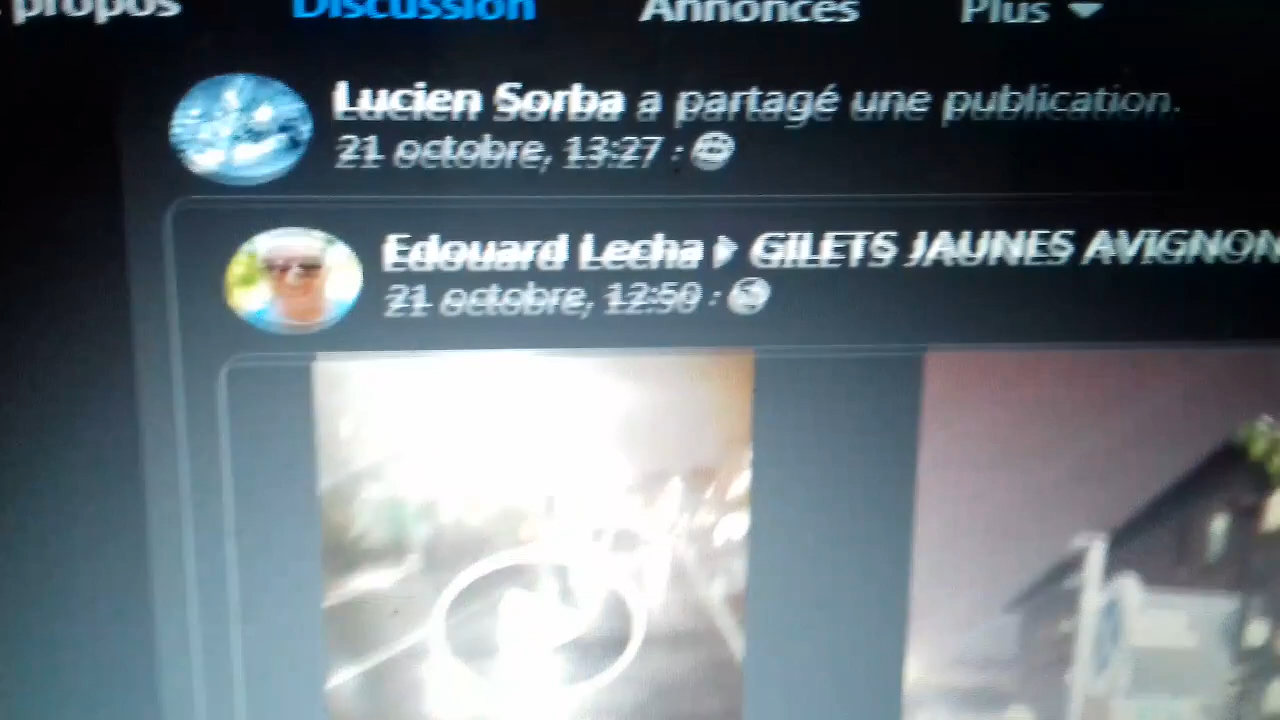 propos Discussion Annonces Plus
Lucien Sorba a partagé une publication.
21 octobre, 13:27 ·
Edouard Lecha ▸ GILETS JAUNES AVIGNON
21 octobre, 12:50 ·